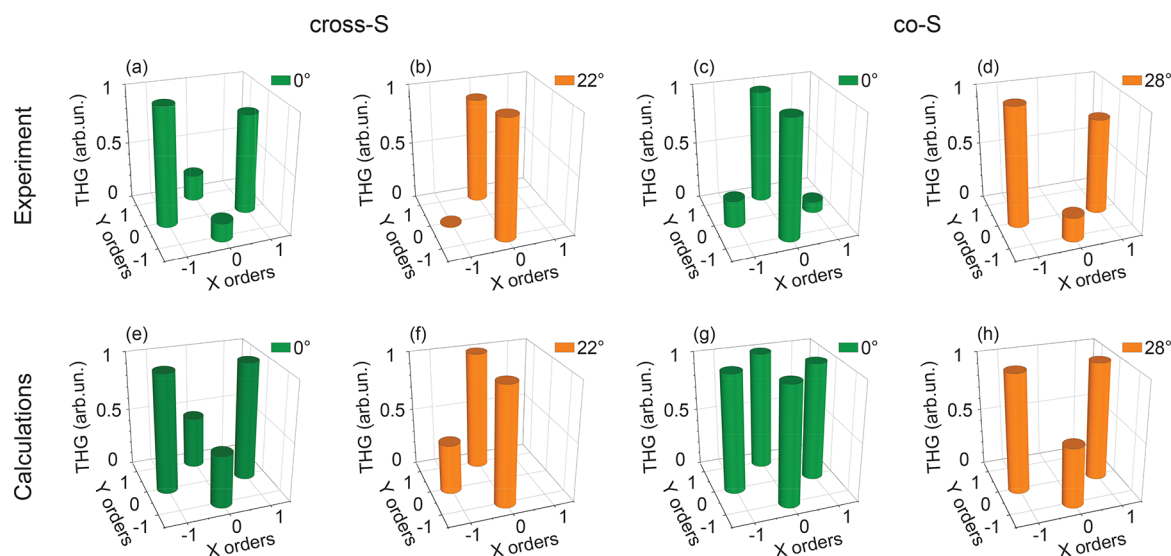 cross-S
co-S
Experiment
Calculations
(a)
0°
THG (arb.un.)
1
0.5
0
Y orders
1
0
-1
X orders
-1
0
1
(b)
22°
THG (arb.un.)
1
0.5
0
Y orders
1
0
-1
X orders
-1
0
1
(c)
0°
THG (arb.un.)
1
0.5
0
Y orders
1
0
-1
X orders
-1
0
1
(d)
28°
THG (arb.un.)
1
0.5
0
Y orders
1
0
-1
X orders
-1
0
1
(e)
0°
THG (arb.un.)
1
0.5
0
Y orders
1
0
-1
X orders
-1
0
1
(f)
22°
THG (arb.un.)
1
0.5
0
Y orders
1
0
-1
X orders
-1
0
1
(g)
0°
THG (arb.un.)
1
0.5
0
Y orders
1
0
-1
X orders
-1
0
1
(h)
28°
THG (arb.un.)
1
0.5
0
Y orders
1
0
-1
X orders
-1
0
1